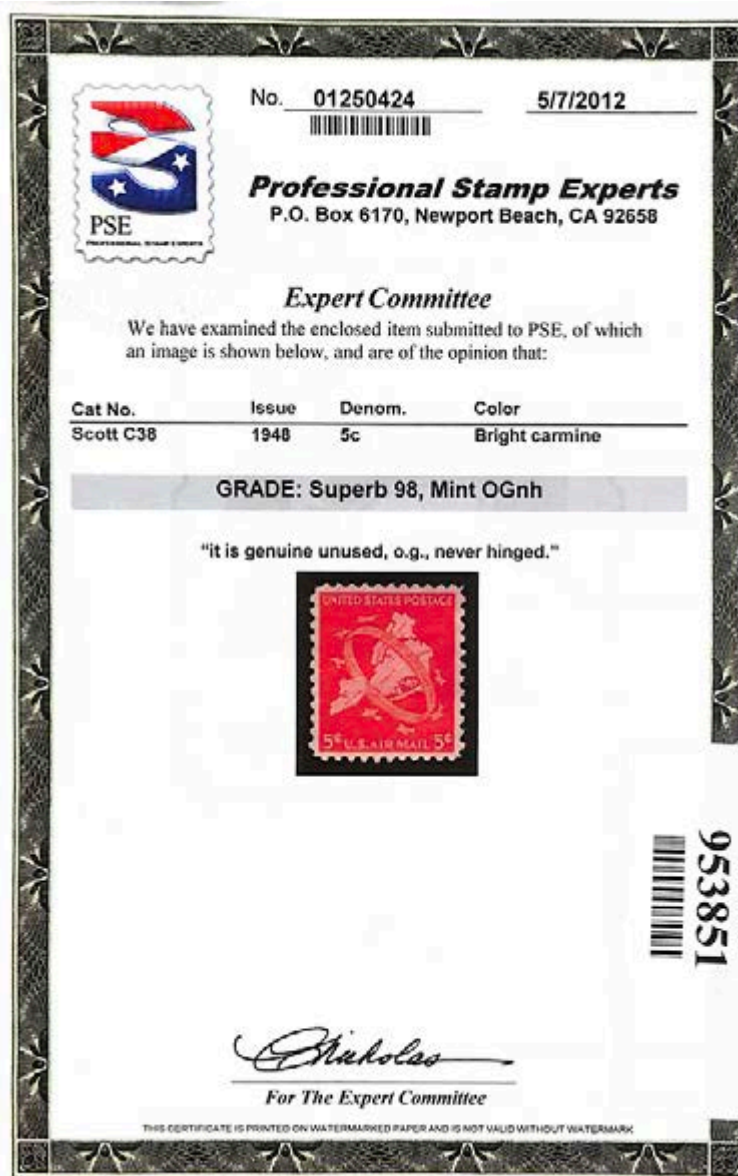 No. 01250424 5/7/2012
PSE
PROFESSIONAL STAMP EXPERTS
Professional Stamp Experts
P.O. Box 6170, Newport Beach, CA 92658
Expert Committee
We have examined the enclosed item submitted to PSE, of which
an image is shown below, and are of the opinion that:
Cat No. Issue Denom. Color
Scott C38 1948 5c Bright carmine
GRADE: Superb 98, Mint OGnh
"it is genuine unused, o.g., never hinged."
UNITED STATES POSTAGE
5¢ U.S. AIR MAIL 5¢
953851
Nicholas
For The Expert Committee
THIS CERTIFICATE IS PRINTED ON WATERMARKED PAPER AND IS NOT VALID WITHOUT WATERMARK